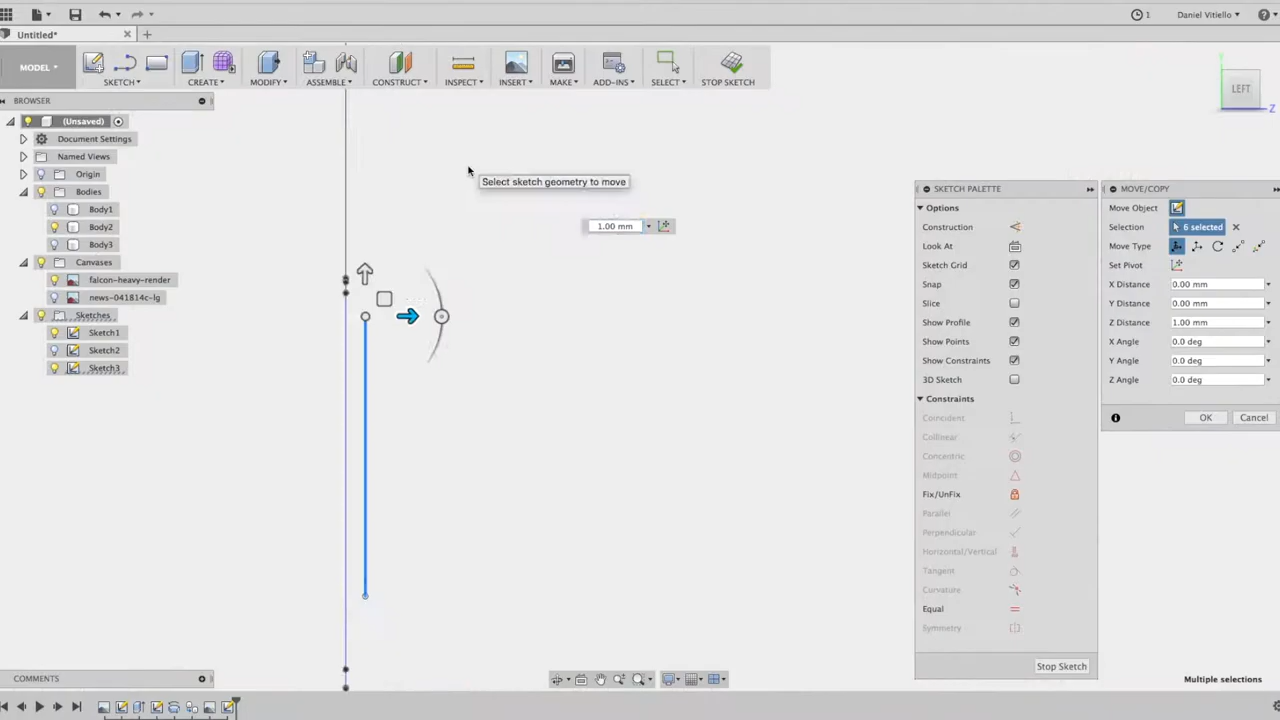 1
Daniel Vitiello
Untitled*
MODEL
SKETCH
CREATE
MODIFY
ASSEMBLE
CONSTRUCT
INSPECT
INSERT
MAKE
ADD-INS
SELECT
STOP SKETCH
LEFT
Z
BROWSER
(Unsaved)
Document Settings
Named Views
Origin
Bodies
Body1
Body2
Body3
Canvases
falcon-heavy-render
news-041814c-lg
Sketches
Sketch1
Sketch2
Sketch3
Select sketch geometry to move
1.00 mm
SKETCH PALETTE
Options
Construction
Look At
Sketch Grid
Snap
Slice
Show Profile
Show Points
Show Constraints
3D Sketch
Constraints
Coincident
Collinear
Concentric
Midpoint
Fix/UnFix
Parallel
Perpendicular
Horizontal/Vertical
Tangent
Curvature
Equal
Symmetry
Stop Sketch
MOVE/COPY
Move Object
Selection 6 selected
Move Type
Set Pivot
X Distance 0.00 mm
Y Distance 0.00 mm
Z Distance 1.00 mm
X Angle 0.0 deg
Y Angle 0.0 deg
Z Angle 0.0 deg
OK Cancel
COMMENTS
Multiple selections